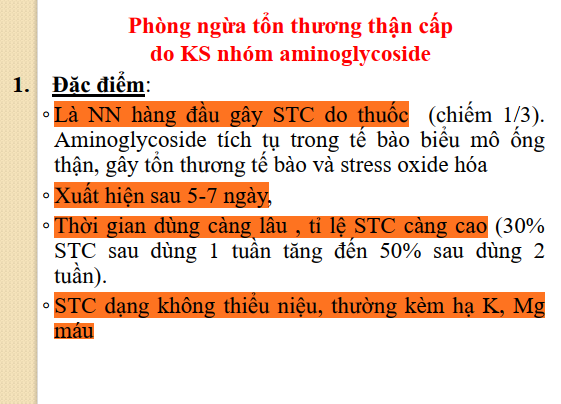 Phòng ngừa tổn thương thận cấp
do KS nhóm aminoglycoside
1. Đặc điểm:
Là NN hàng đầu gây STC do thuốc (chiếm 1/3).
Aminoglycoside tích tụ trong tế bào biểu mô ống
thận, gây tổn thương tế bào và stress oxide hóa
Xuất hiện sau 5-7 ngày,
Thời gian dùng càng lâu , tỉ lệ STC càng cao (30%
STC sau dùng 1 tuần tăng đến 50% sau dùng 2
tuần).
STC dạng không thiểu niệu, thường kèm hạ K, Mg
máu